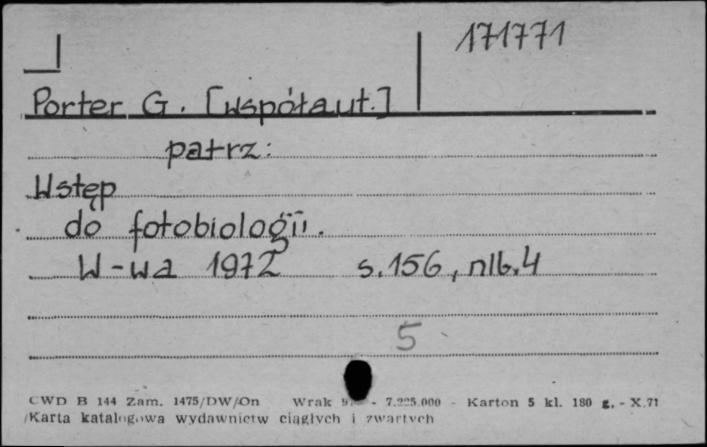 171771
Porter G. [współaut.]
patrz:
Wstęp
do fotobiologii.
W-wa 1972 s. 156, nlb. 4
5
CWD B 144 Zam. 1475/DW/On Wrak - 7.225.000 - Karton 5 kl. 180 g. - X.71
Karta katalogowa wydawnictw ciągłych i zwartych